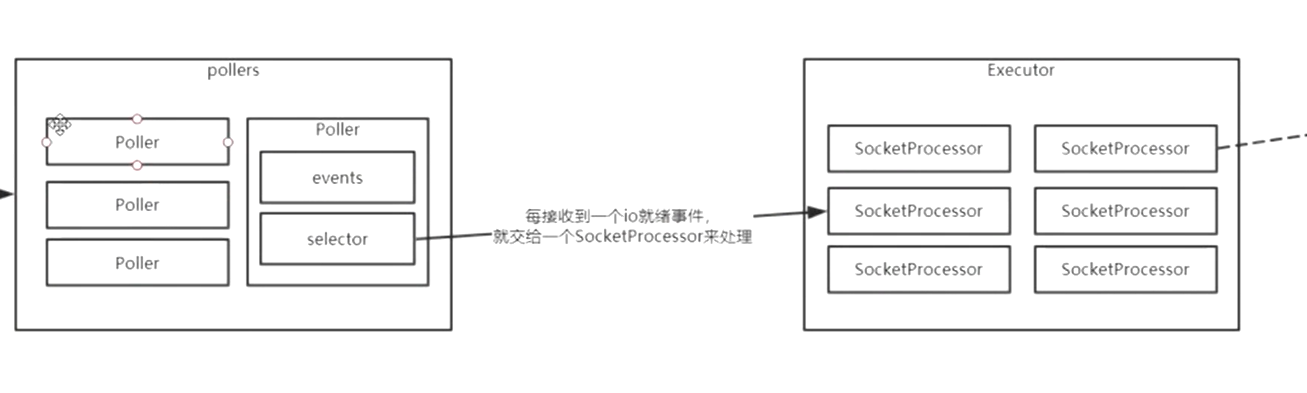 pollers
Poller
Poller
Poller
Poller
events
selector
每接收到一个io就绪事件,
就交给一个SocketProcessor来处理
Executor
SocketProcessor
SocketProcessor
SocketProcessor
SocketProcessor
SocketProcessor
SocketProcessor